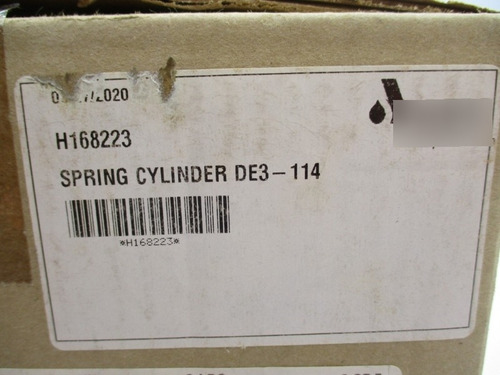 H168223
SPRING CYLINDER DE3-114
*H168223*